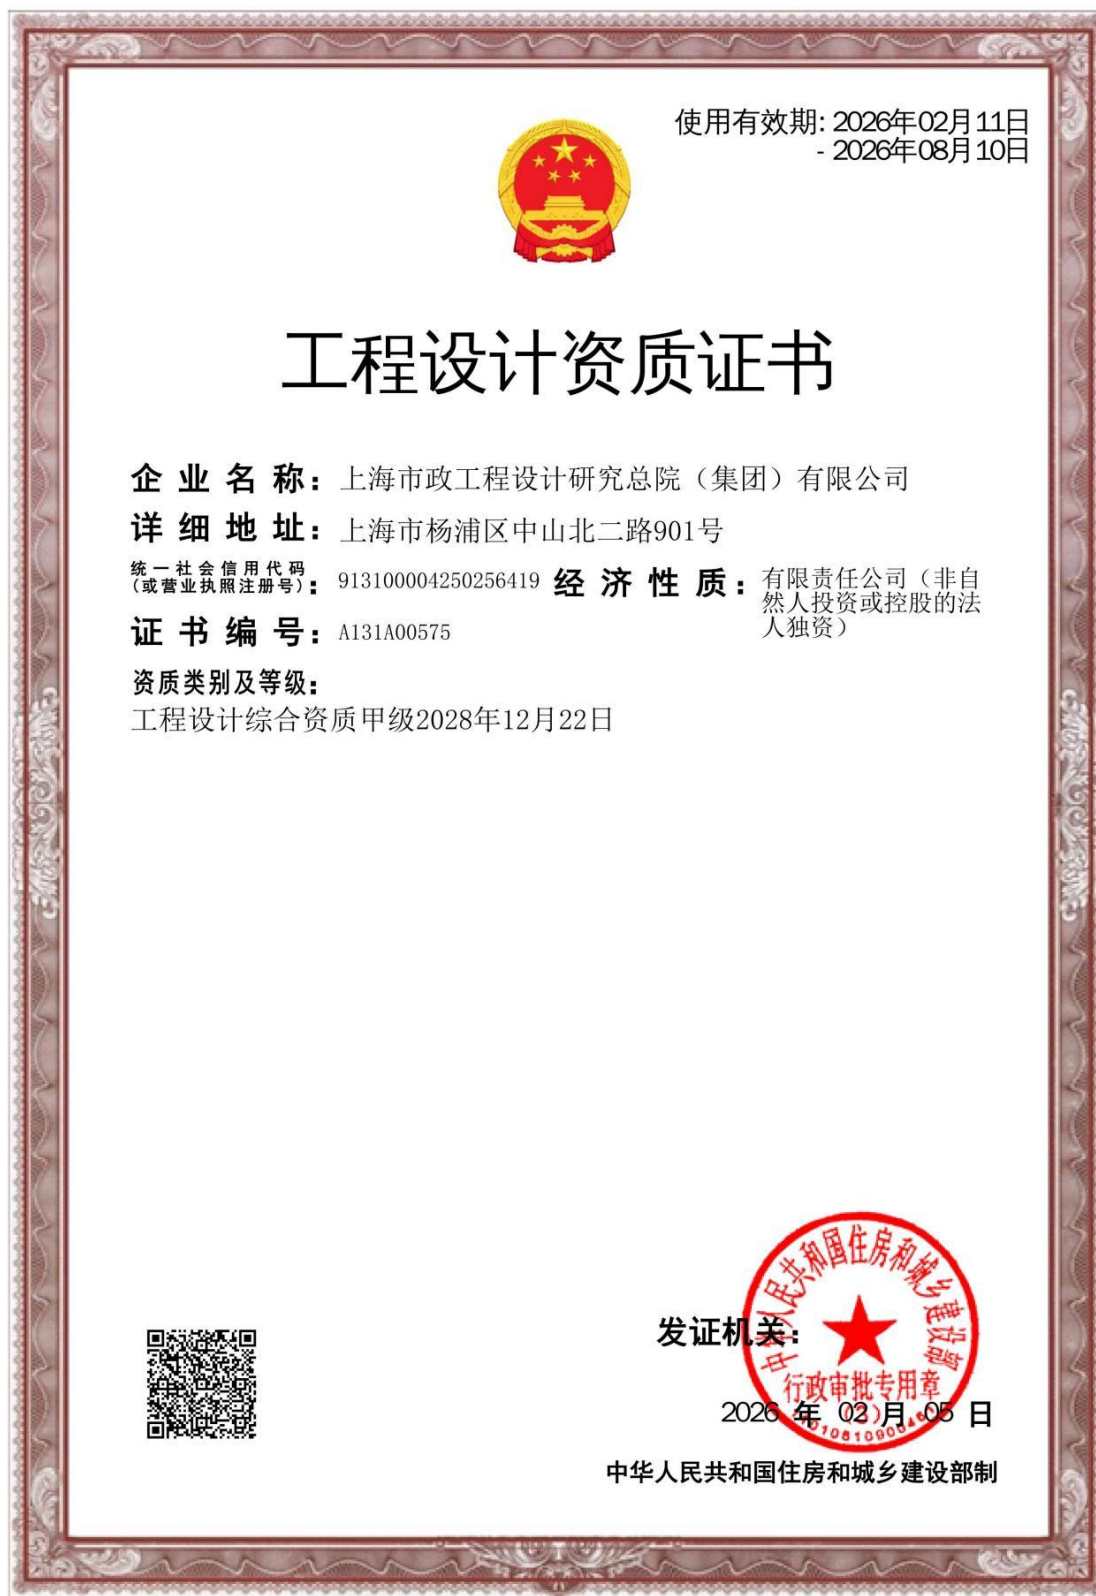 使用有效期: 2026年02月11日
- 2026年08月10日
工程设计资质证书
企业名称：上海市政工程设计研究总院（集团）有限公司
详细地址：上海市杨浦区中山北二路901号
统一社会信用代码
(或营业执照注册号)：913100004250256419 经济性质：有限责任公司（非自
然人投资或控股的法
人独资）
证书编号：A131A00575
资质类别及等级：
工程设计综合资质甲级2028年12月22日
中华人民共和国住房和城乡建设部
发证机关：
行政审批专用章
(3)
2026 年 02 月 05 日
中华人民共和国住房和城乡建设部制